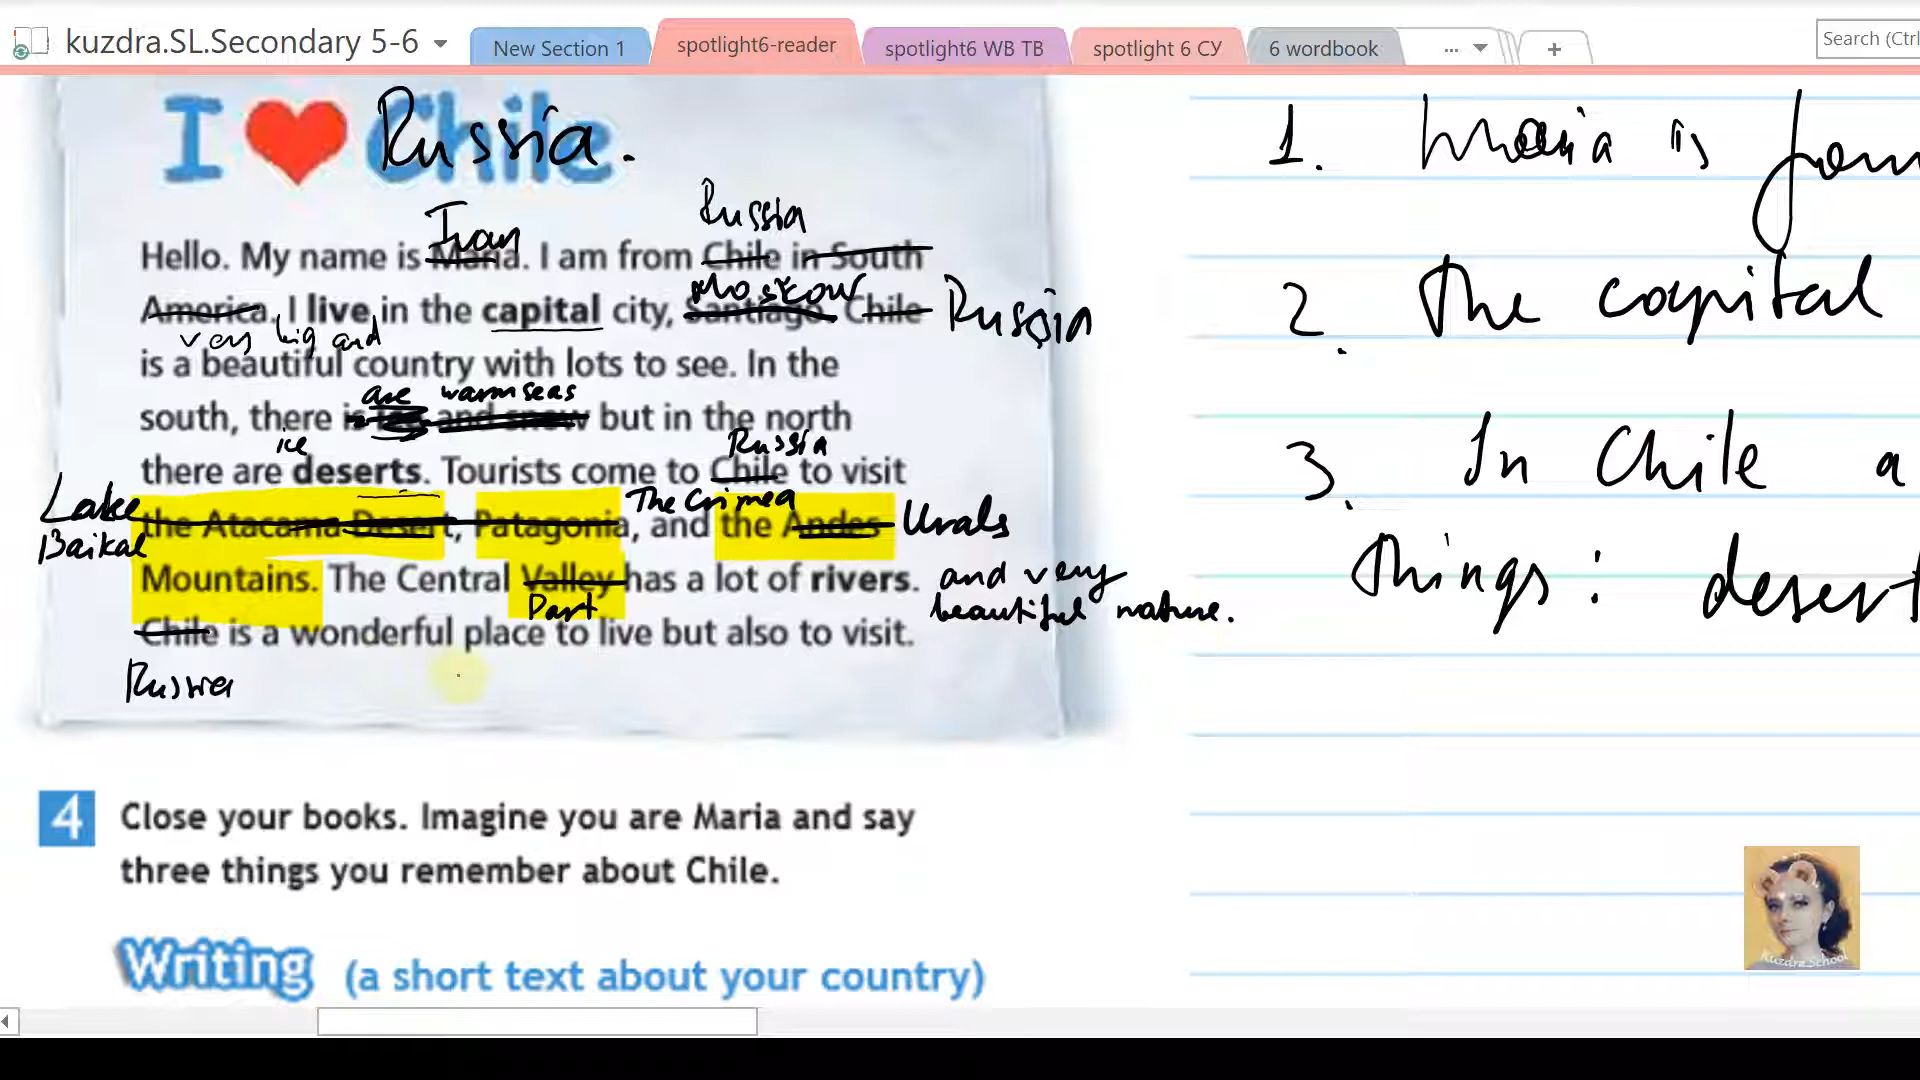 kuzdra.SL.Secondary 5-6
New Section 1
spotlight6-reader
spotlight6 WB TB
spotlight 6 СУ
6 wordbook
...
+
Search (Ctrl
I ❤ Chile
Russia.
Ivan
Russia
Hello. My name is Maria. I am from Chile in South
Moskow
America. I live in the capital city, Santiago. Chile Russia
very big and
is a beautiful country with lots to see. In the
are warm seas
south, there is and snow but in the north
ice Russia
there are deserts. Tourists come to Chile to visit
Lake The Crimea
the Atacama Desert, Patagonia, and the Andes Urals
Baikal
Mountains. The Central Valley has a lot of rivers. and very
Part beautiful nature.
Chile is a wonderful place to live but also to visit.
Russia
1. Maria is
2. The capital
3. In Chile a
things: desert
4 Close your books. Imagine you are Maria and say
three things you remember about Chile.
Writing (a short text about your country)
Kuzdra.School